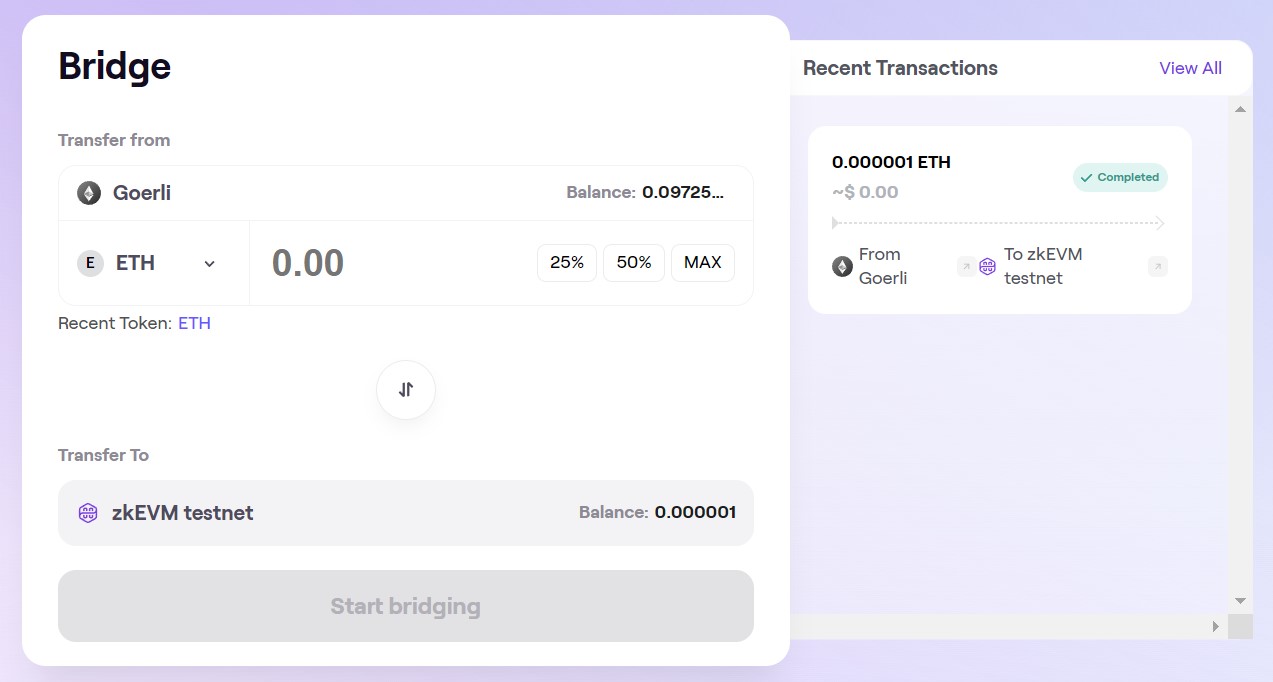 Bridge
Transfer from
Goerli Balance: 0.09725...
E ETH 0.00 25% 50% MAX
Recent Token: ETH
Transfer To
zkEVM testnet Balance: 0.000001
Start bridging
Recent Transactions View All
0.000001 ETH
Completed
~$ 0.00
From Goerli
To zkEVM testnet